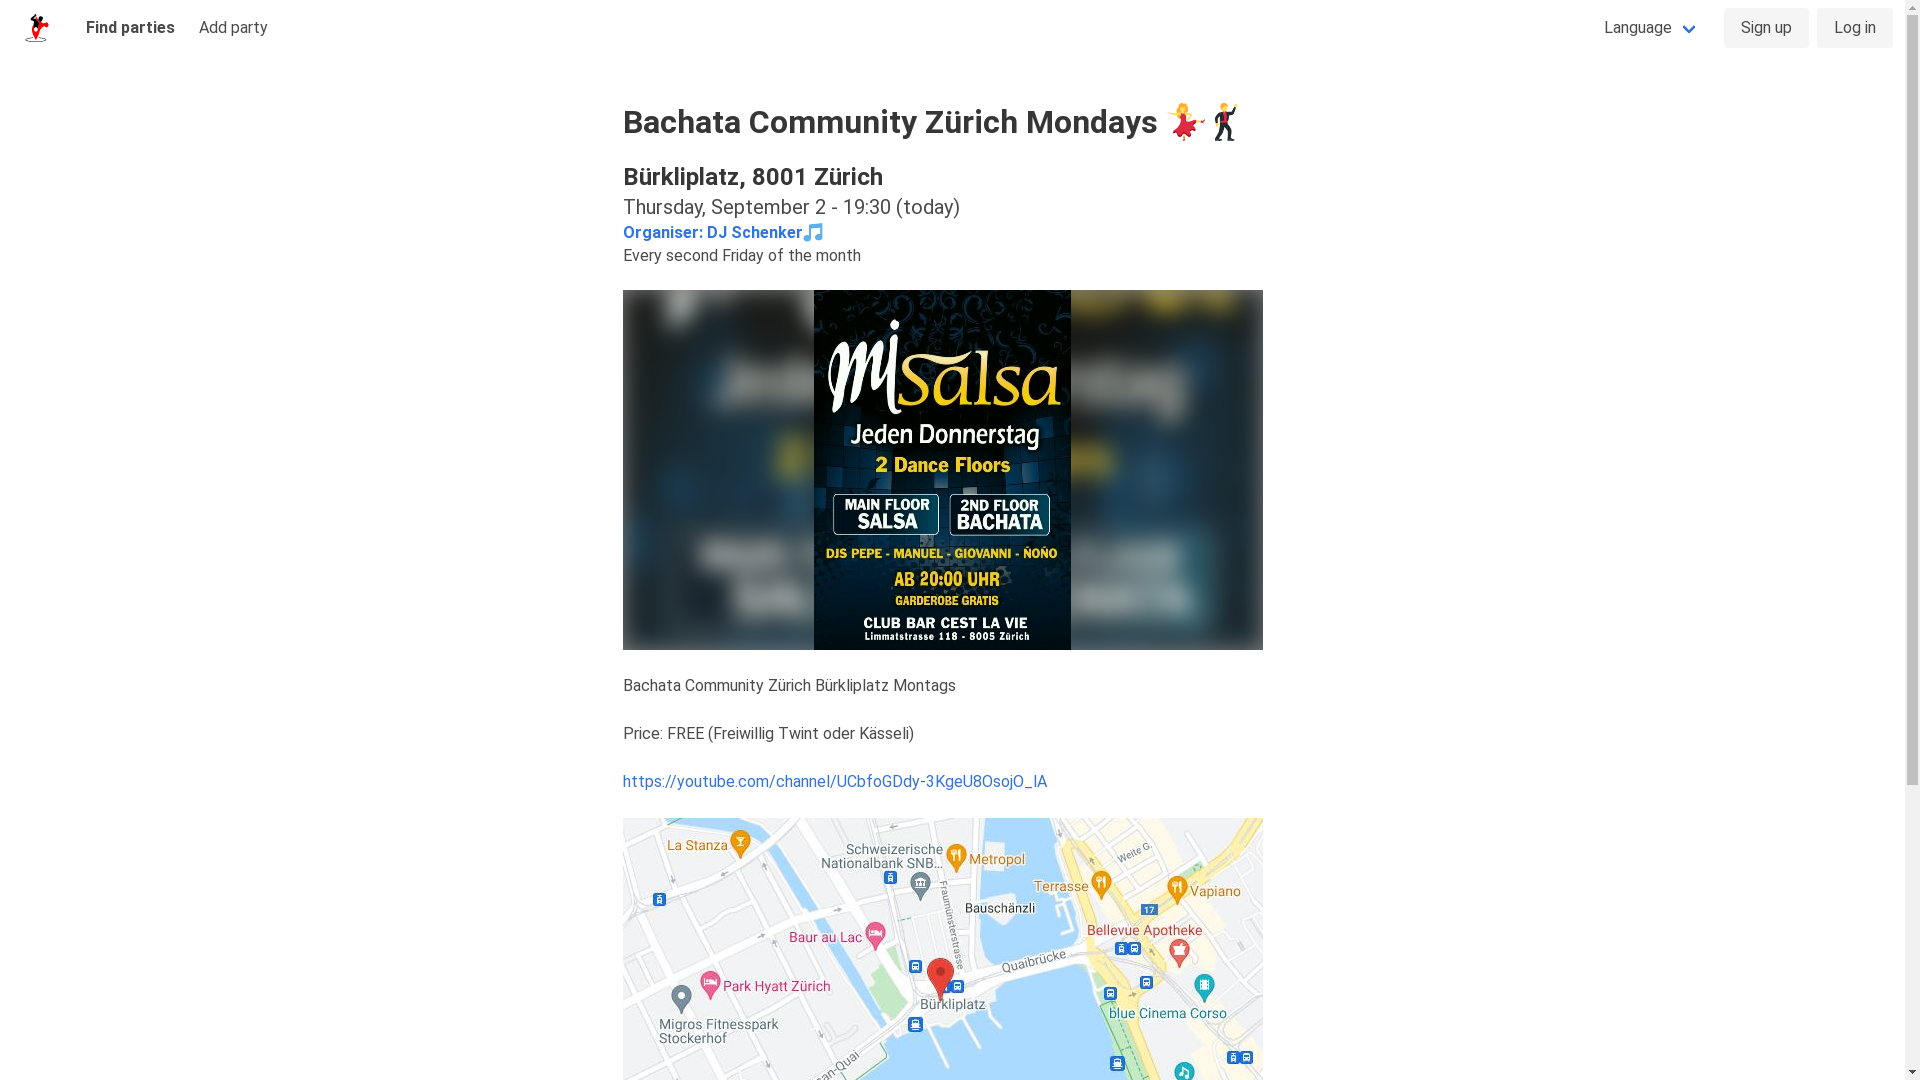 Find parties
Add party
Language
Sign up
Log in
Bachata Community Zürich Mondays 💃🕺
Bürkliplatz, 8001 Zürich
Thursday, September 2 - 19:30 (today)
Organiser: DJ Schenker🎵
Every second Friday of the month
mi Salsa
Jeden Donnerstag
2 Dance Floors
MAIN FLOOR
SALSA
2ND FLOOR
BACHATA
DJS PEPE - MANUEL - GIOVANNI - ÑOÑO
AB 20:00 UHR
GARDEROBE GRATIS
CLUB BAR CEST LA VIE
Limmatstrasse 118 - 8005 Zürich
Bachata Community Zürich Bürkliplatz Montags
Price: FREE (Freiwillig Twint oder Kässeli)
https://youtube.com/channel/UCbfoGDdy-3KgeU8OsojO_lA
La Stanza
Schweizerische
Nationalbank SNB...
Metropol
Weite G.
Terrasse
Vapiano
Fraumünsterstrasse
Bauschänzli
17
Bellevue Apotheke
Baur au Lac
Quaibrücke
Park Hyatt Zürich
Bürkliplatz
blue Cinema Corso
Migros Fitnesspark
Stockerhof
san-Quai